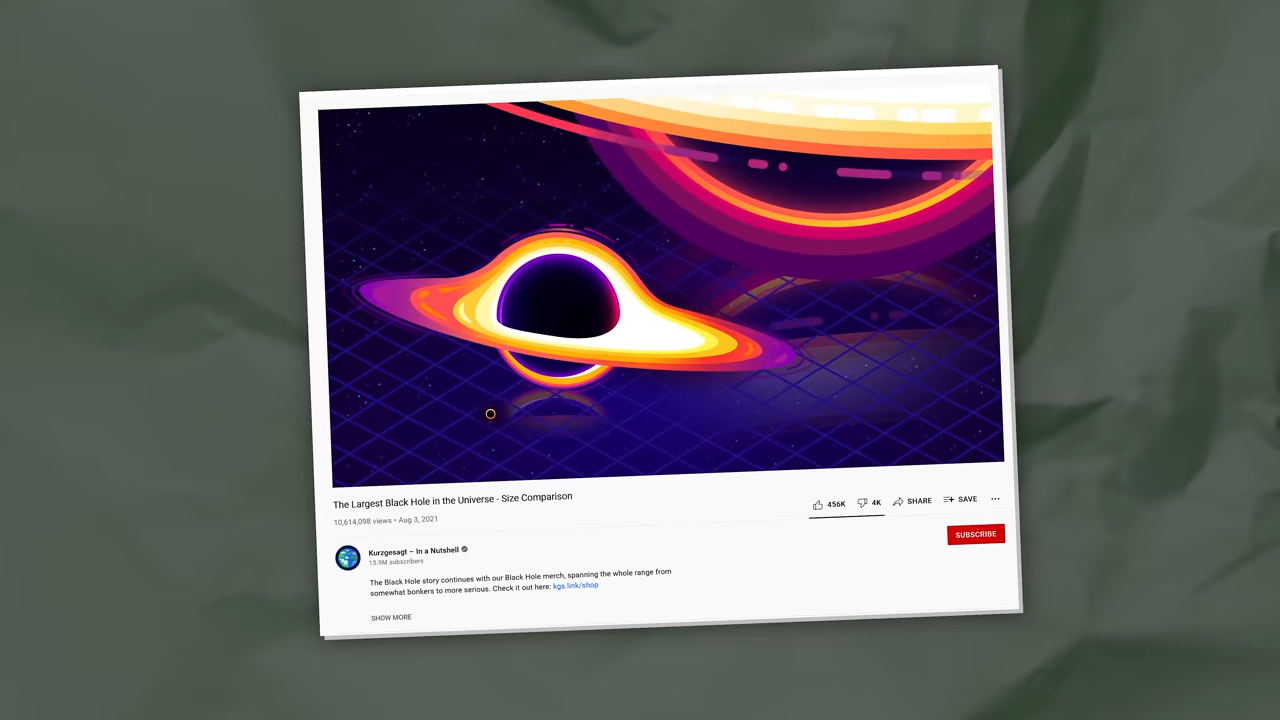 The Largest Black Hole in the Universe - Size Comparison
10,614,098 views • Aug 3, 2021
456K
4K
SHARE
SAVE
SUBSCRIBE
Kurzgesagt – In a Nutshell
15.9M subscribers
The Black Hole story continues with our Black Hole merch, spanning the whole range from
somewhat bonkers to more serious. Check it out here: kgs.link/shop
SHOW MORE